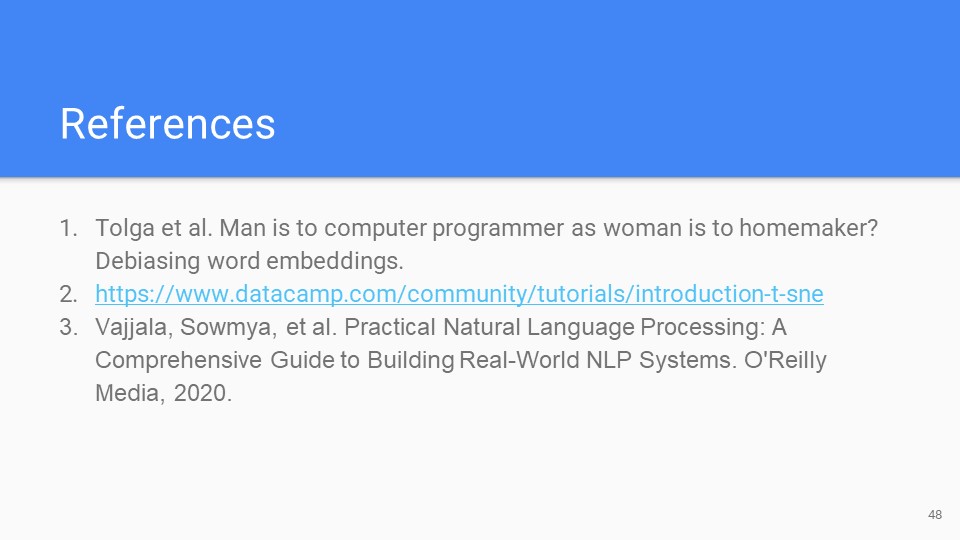 References
1. Tolga et al. Man is to computer programmer as woman is to homemaker?
Debiasing word embeddings.
2. https://www.datacamp.com/community/tutorials/introduction-t-sne
3. Vajjala, Sowmya, et al. Practical Natural Language Processing: A
Comprehensive Guide to Building Real-World NLP Systems. O'Reilly
Media, 2020.
48